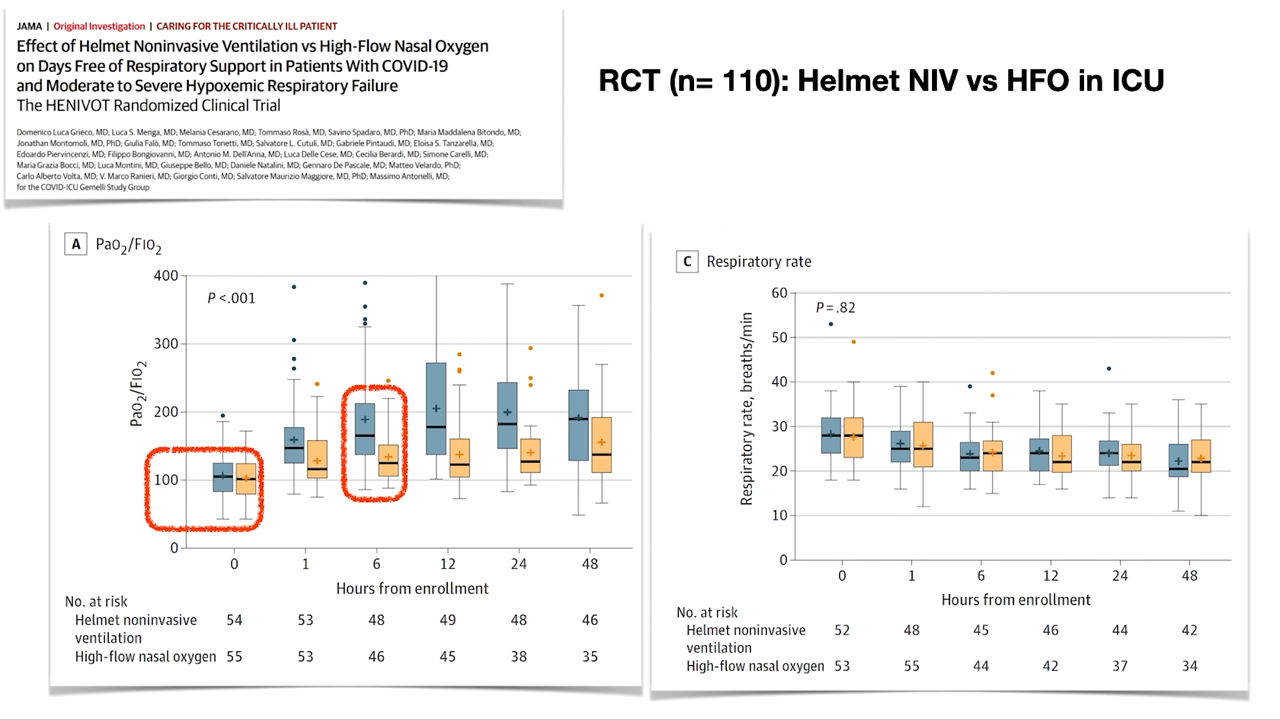 JAMA | Original Investigation | CARING FOR THE CRITICALLY ILL PATIENT
Effect of Helmet Noninvasive Ventilation vs High-Flow Nasal Oxygen
on Days Free of Respiratory Support in Patients With COVID-19
and Moderate to Severe Hypoxemic Respiratory Failure
The HENIVOT Randomized Clinical Trial
Domenico Luca Grieco, MD; Luca S. Menga, MD; Melania Cesarano, MD; Tommaso Rosà, MD; Savino Spadaro, MD, PhD; Maria Maddalena Bitondo, MD;
Jonathan Montomoli, MD, PhD; Giulia Falò, MD; Tommaso Tonetti, MD; Salvatore L. Cutuli, MD; Gabriele Pintaudi, MD; Eloisa S. Tanzarella, MD;
Edoardo Piervincenzi, MD; Filippo Bongiovanni, MD; Antonio M. Dell'Anna, MD; Luca Delle Cese, MD; Cecilia Berardi, MD; Simone Carelli, MD;
Maria Grazia Bocci, MD; Luca Montini, MD; Giuseppe Bello, MD; Daniele Natalini, MD; Gennaro De Pascale, MD; Matteo Velardo, PhD;
Carlo Alberto Volta, MD; V. Marco Ranieri, MD; Giorgio Conti, MD; Salvatore Maurizio Maggiore, MD, PhD; Massimo Antonelli, MD;
for the COVID-ICU Gemelli Study Group
RCT (n= 110): Helmet NIV vs HFO in ICU
A PaO2/FIO2
PaO2/FIO2
400
300
200
100
0
P <.001
0 1 6 12 24 48
Hours from enrollment
No. at risk
Helmet noninvasive 54 53 48 49 48 46
ventilation
High-flow nasal oxygen 55 53 46 45 38 35
C Respiratory rate
Respiratory rate, breaths/min
60
50
40
30
20
10
0
P = .82
0 1 6 12 24 48
Hours from enrollment
No. at risk
Helmet noninvasive 52 48 45 46 44 42
ventilation
High-flow nasal oxygen 53 55 44 42 37 34